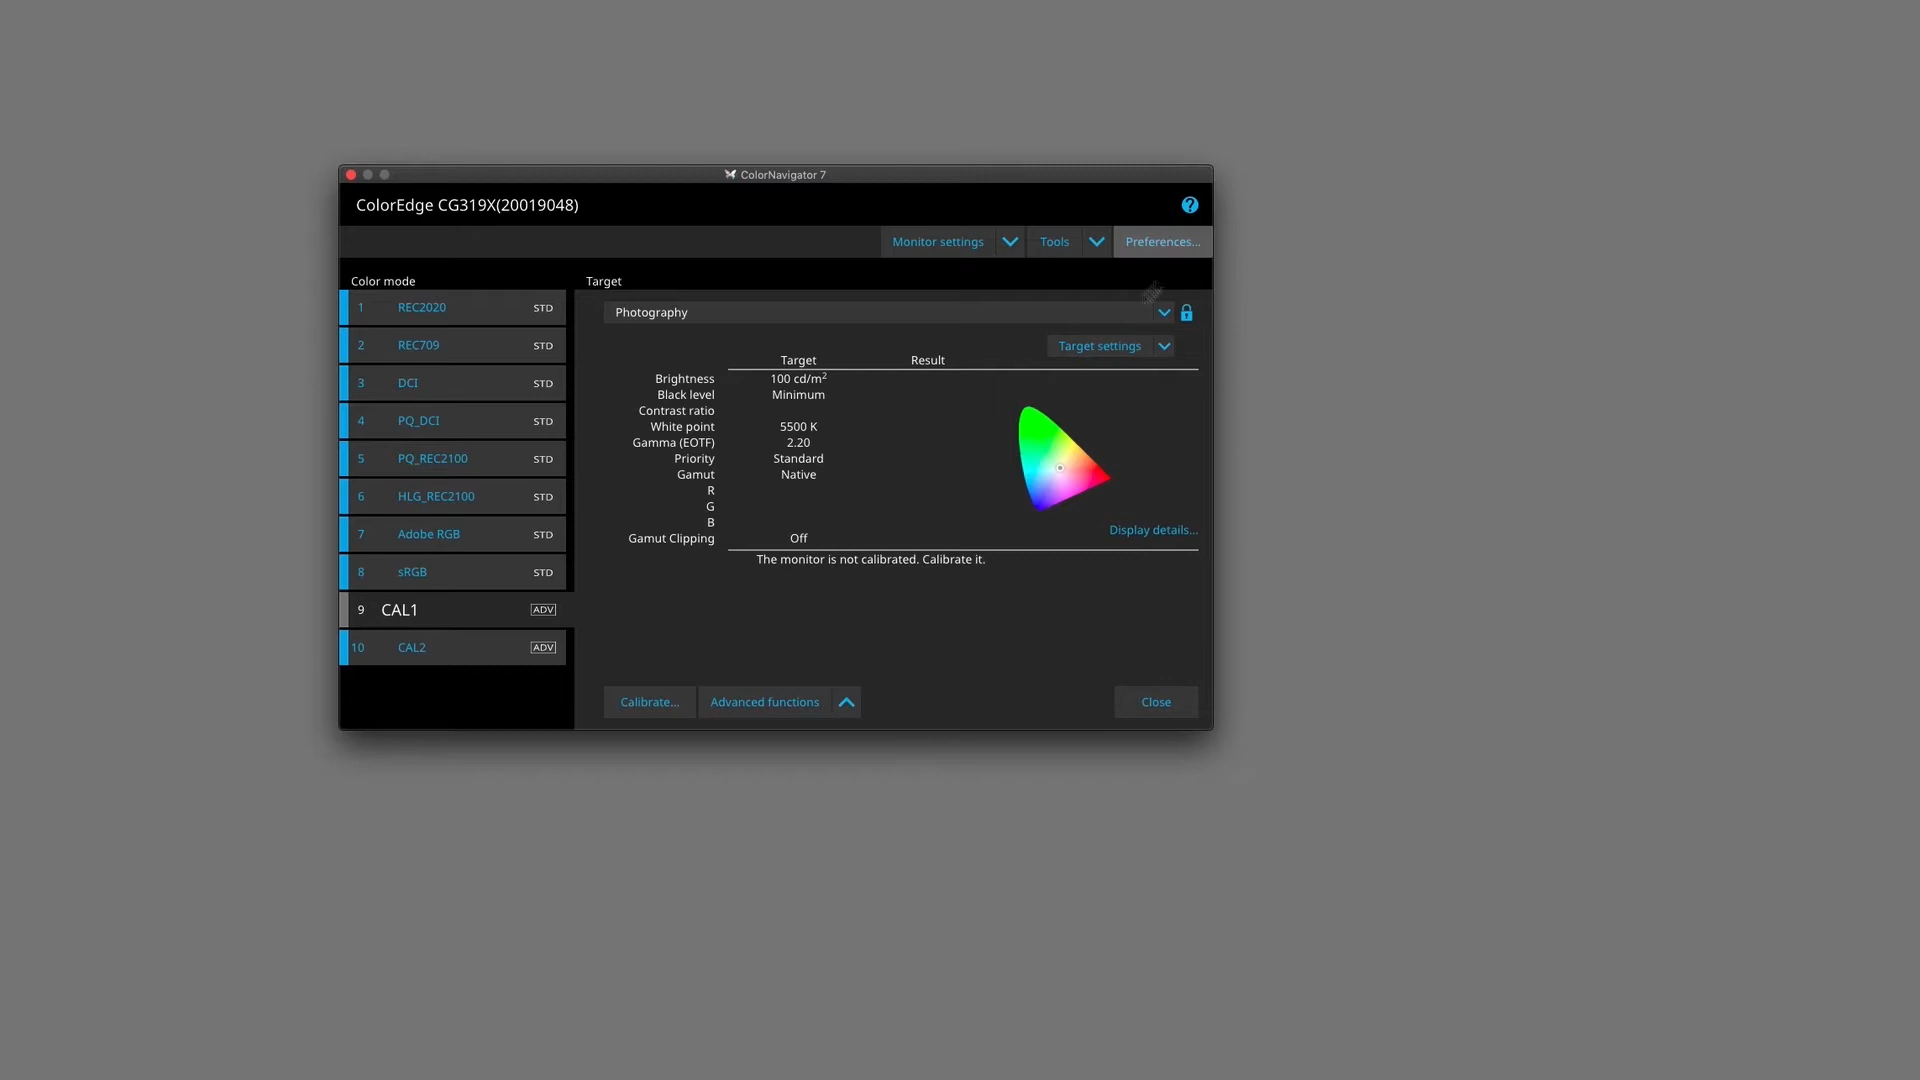 ColorNavigator 7
ColorEdge CG319X(20019048)
?
Monitor settings Tools Preferences...
Color mode
1 REC2020 STD
2 REC709 STD
3 DCI STD
4 PQ_DCI STD
5 PQ_REC2100 STD
6 HLG_REC2100 STD
7 Adobe RGB STD
8 sRGB STD
9 CAL1 ADV
10 CAL2 ADV
Target
Photography
Target settings
Target Result
Brightness 100 cd/m²
Black level Minimum
Contrast ratio
White point 5500 K
Gamma (EOTF) 2.20
Priority Standard
Gamut Native
R
G
B
Gamut Clipping Off
Display details...
The monitor is not calibrated. Calibrate it.
Calibrate... Advanced functions Close